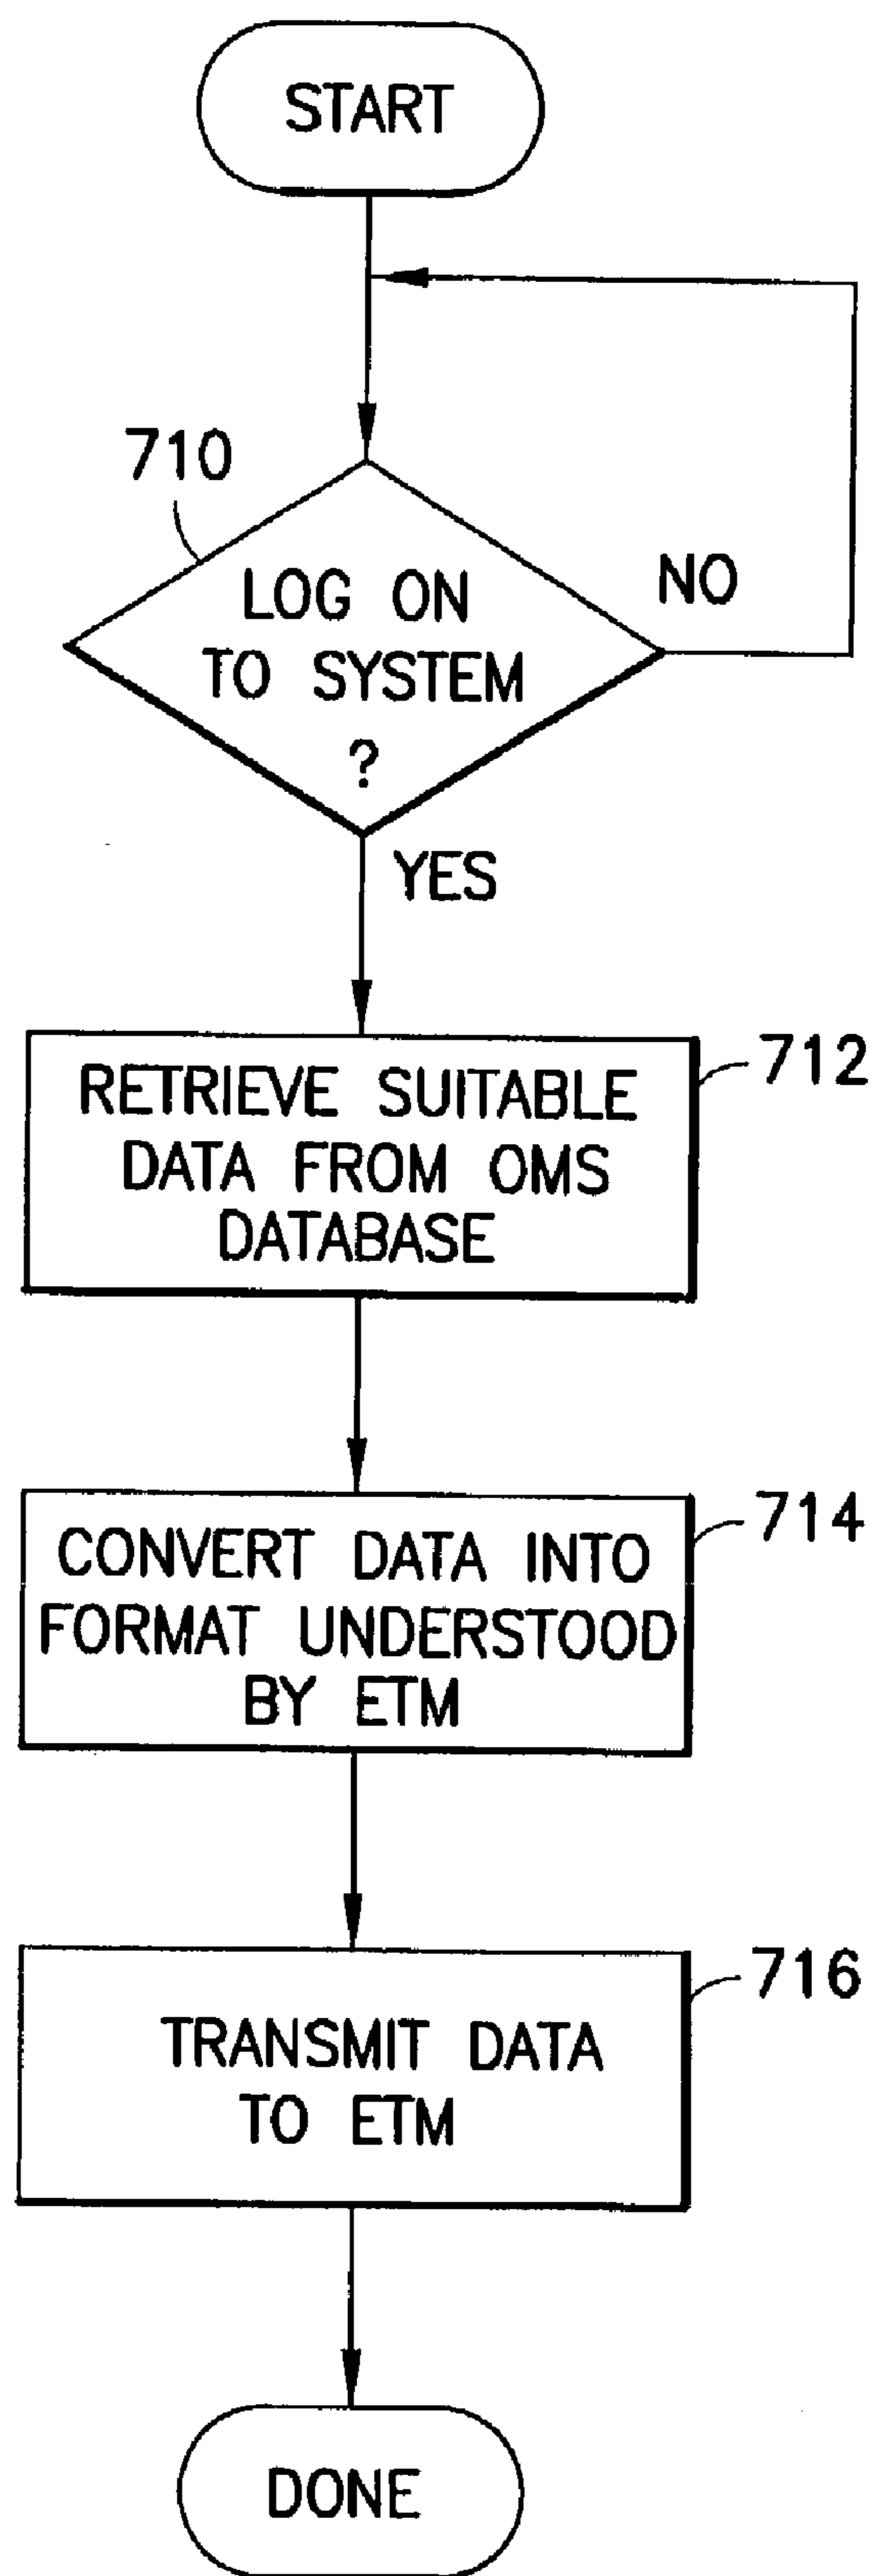 START
710
LOG ON
TO SYSTEM
?
NO
YES
712
RETRIEVE SUITABLE
DATA FROM OMS
DATABASE
714
CONVERT DATA INTO
FORMAT UNDERSTOOD
BY ETM
716
TRANSMIT DATA
TO ETM
DONE